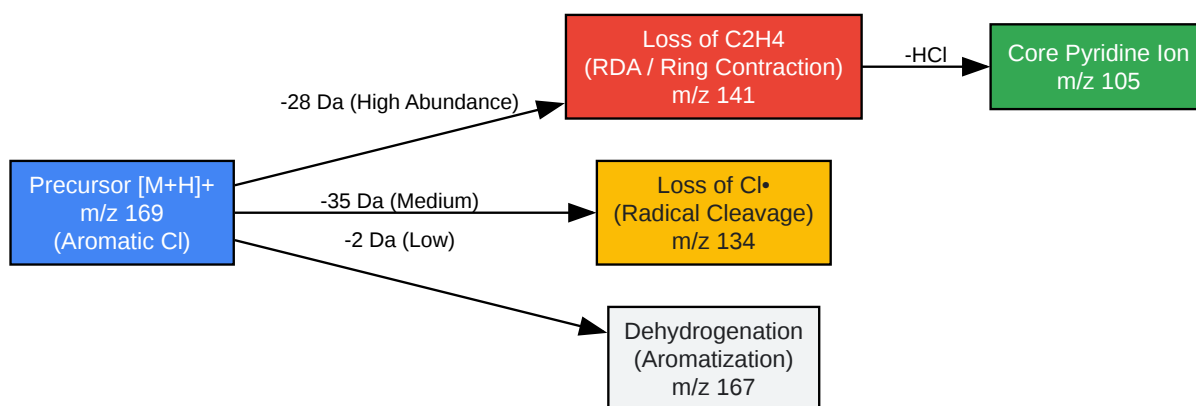 Loss of C2H4
(RDA / Ring Contraction)
m/z 141
-HCl
Core Pyridine Ion
m/z 105
-28 Da (High Abundance)
Precursor [M+H]+
m/z 169
(Aromatic Cl)
-35 Da (Medium)
Loss of Cl•
(Radical Cleavage)
m/z 134
-2 Da (Low)
Dehydrogenation
(Aromatization)
m/z 167